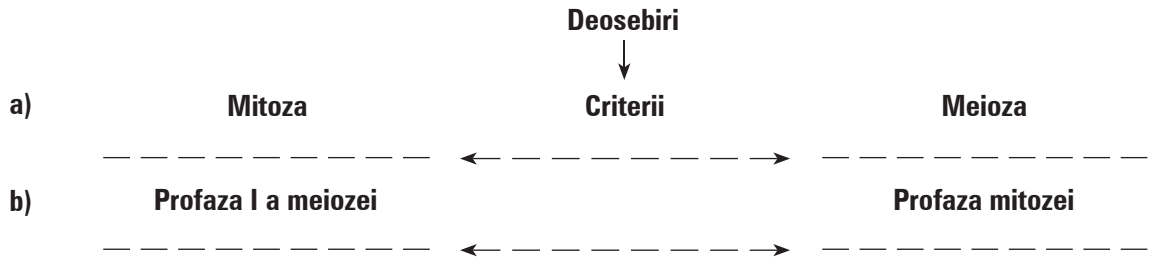 Deosebiri
a) Mitoza Criterii Meioza
b) Profaza I a meiozei Profaza mitozei